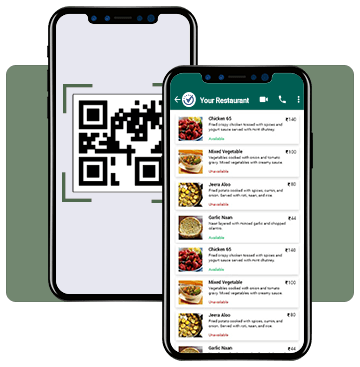 Your Restaurant
Chicken 65 ₹140
Fried crispy chicken tossed with spices and
yogurt sauce served with mint chutney.
Available
Mixed Vegetable ₹100
Vegetables cooked with onion and tomato
gravy. Mixed vegetables with creamy sauce.
Unavailable
Jeera Aloo ₹80
Fried potato cooked with spices, cumin, and
onion. Served with roti, naan, and rice.
Unavailable
Garlic Naan ₹44
Naan layered with minced garlic and chopped
cilantro.
Available
Chicken 65 ₹140
Fried crispy chicken tossed with spices and
yogurt sauce served with mint chutney.
Available
Mixed Vegetable ₹100
Vegetables cooked with onion and tomato
gravy. Mixed vegetables with creamy sauce.
Unavailable
Jeera Aloo ₹80
Fried potato cooked with spices, cumin, and
onion. Served with roti, naan, and rice.
Unavailable
Garlic Naan ₹44